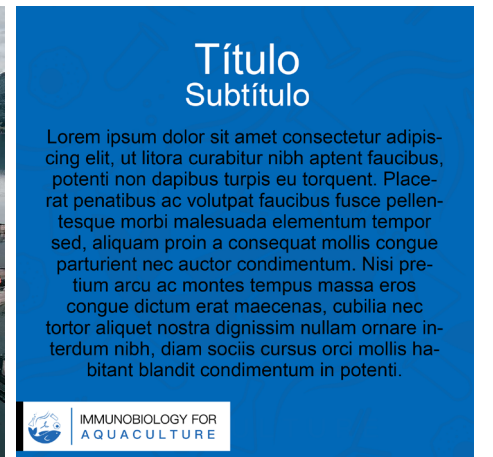 Título
Subtítulo
Lorem ipsum dolor sit amet consectetur adipis-
cing elit, ut litora curabitur nibh aptent faucibus,
potenti non dapibus turpis eu torquent. Place-
rat penatibus ac volutpat faucibus fusce pellen-
tesque morbi malesuada elementum tempor
sed, aliquam proin a consequat mollis congue
parturient nec auctor condimentum. Nisi pre-
tium arcu ac montes tempus massa eros
congue dictum erat maecenas, cubilia nec
tortor aliquet nostra dignissim nullam ornare in-
terdum nibh, diam sociis cursus orci mollis ha-
bitant blandit condimentum in potenti.
IMMUNOBIOLOGY FOR
AQUACULTURE